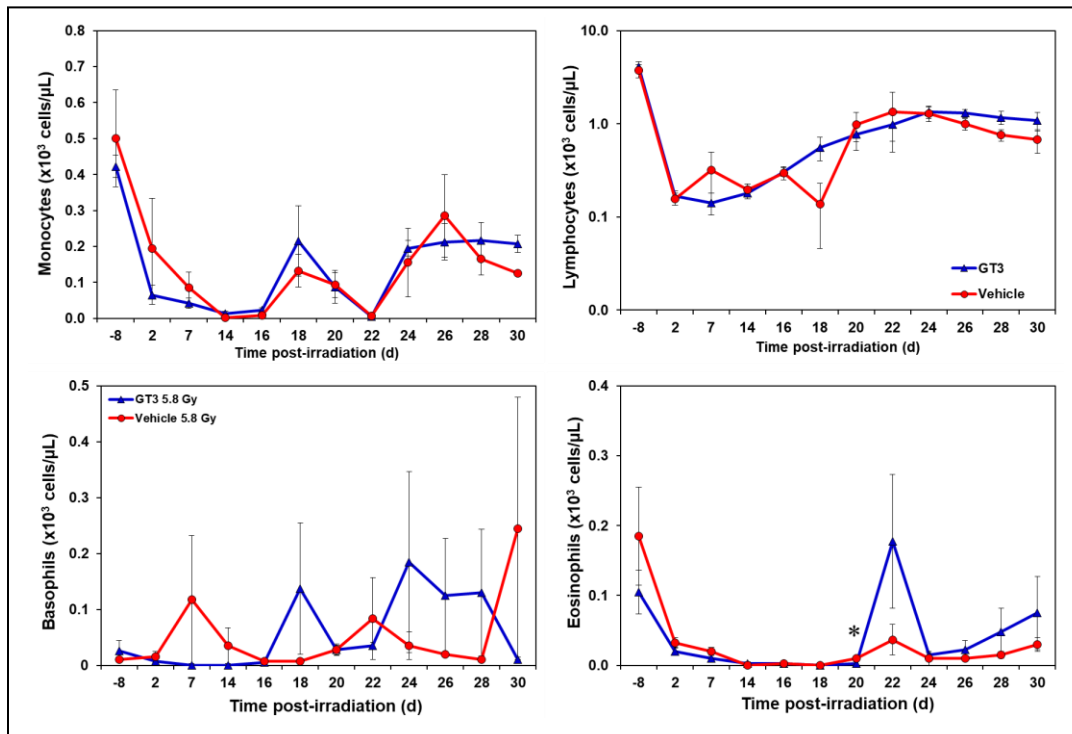 Monocytes (x10³ cells/µL)
0.8
0.7
0.6
0.5
0.4
0.3
0.2
0.1
0.0
-8 2 7 14 16 18 20 22 24 26 28 30
Time post-irradiation (d)
Lymphocytes (x10³ cells/µL)
10.0
1.0
0.1
0.0
GT3
Vehicle
-8 2 7 14 16 18 20 22 24 26 28 30
Time post-irradiation (d)
Basophils (x10³ cells/µL)
0.5
0.4
0.3
0.2
0.1
0
GT3 5.8 Gy
Vehicle 5.8 Gy
-8 2 7 14 16 18 20 22 24 26 28 30
Time post-irradiation (d)
Eosinophils (x10³ cells/µL)
0.4
0.3
0.2
0.1
0.0
*
-8 2 7 14 16 18 20 22 24 26 28 30
Time post-irradiation (d)